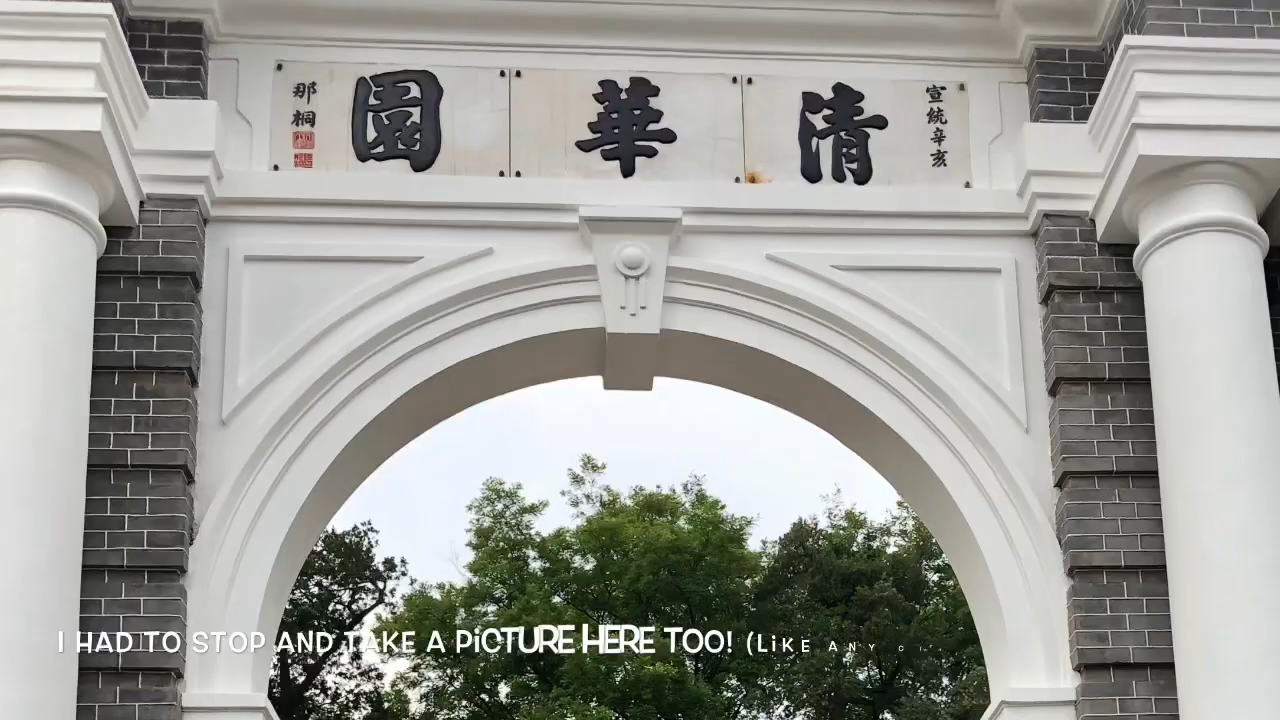 宣統辛亥
清華園
那桐
I HAD TO STOP AND TAKE A PiCTURE HERE TOO! (LiKE ANY